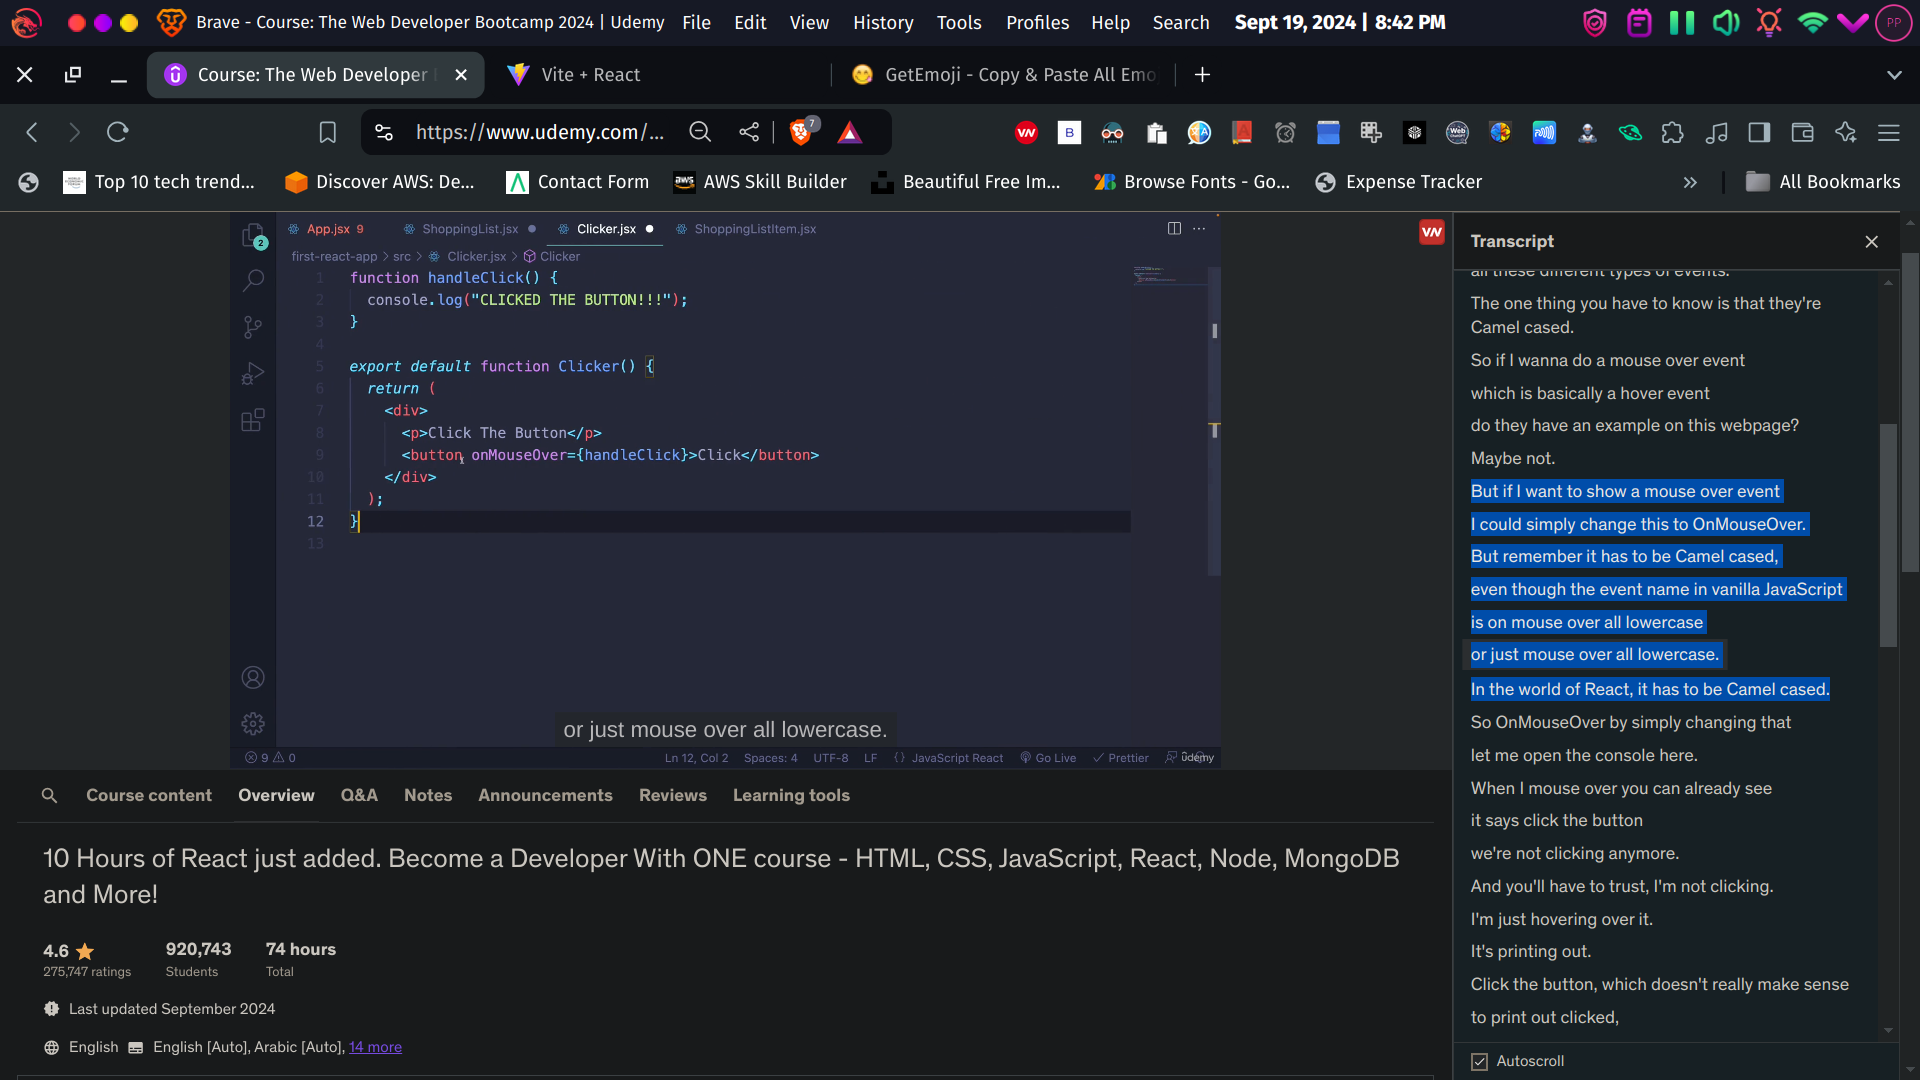 Brave - Course: The Web Developer Bootcamp 2024 | Udemy File Edit View History Tools Profiles Help Search Sept 19, 2024 | 8:42 PM PP
Course: The Web Developer Vite + React GetEmoji - Copy & Paste All Emo
https://www.udemy.com/... 7
Top 10 tech trend... Discover AWS: De... Contact Form AWS Skill Builder Beautiful Free Im... Browse Fonts - Go... Expense Tracker » All Bookmarks
App.jsx 9 ShoppingList.jsx Clicker.jsx ShoppingListItem.jsx
2
first-react-app > src > Clicker.jsx > Clicker
1 function handleClick() {
2 console.log("CLICKED THE BUTTON!!!");
3 }
4
5 export default function Clicker() {
6 return (
7 <div>
8 <p>Click The Button</p>
9 <button onMouseOver={handleClick}>Click</button>
10 </div>
11 );
12 }
13
or just mouse over all lowercase.
9 0 Ln 12, Col 2 Spaces: 4 UTF-8 LF {} JavaScript React Go Live Prettier ûdemy
Transcript
all these different types of events.
The one thing you have to know is that they're
Camel cased.
So if I wanna do a mouse over event
which is basically a hover event
do they have an example on this webpage?
Maybe not.
But if I want to show a mouse over event
I could simply change this to OnMouseOver.
But remember it has to be Camel cased,
even though the event name in vanilla JavaScript
is on mouse over all lowercase
or just mouse over all lowercase.
In the world of React, it has to be Camel cased.
So OnMouseOver by simply changing that
let me open the console here.
When I mouse over you can already see
it says click the button
we're not clicking anymore.
And you'll have to trust, I'm not clicking.
I'm just hovering over it.
It's printing out.
Click the button, which doesn't really make sense
to print out clicked,
Autoscroll
Course content Overview Q&A Notes Announcements Reviews Learning tools
10 Hours of React just added. Become a Developer With ONE course - HTML, CSS, JavaScript, React, Node, MongoDB
and More!
4.6 920,743 74 hours
275,747 ratings Students Total
Last updated September 2024
English English [Auto], Arabic [Auto], 14 more